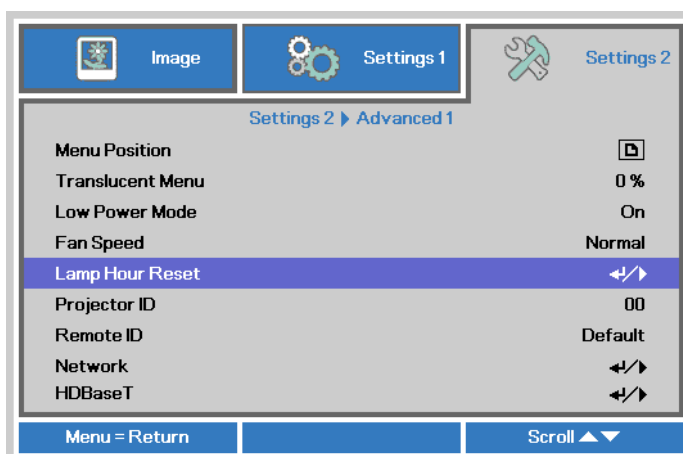 Image Settings 1 Settings 2
Settings 2 Advanced 1
Menu Position
Translucent Menu 0 %
Low Power Mode On
Fan Speed Normal
Lamp Hour Reset
Projector ID 00
Remote ID Default
Network
HDBaseT
Menu = Return Scroll